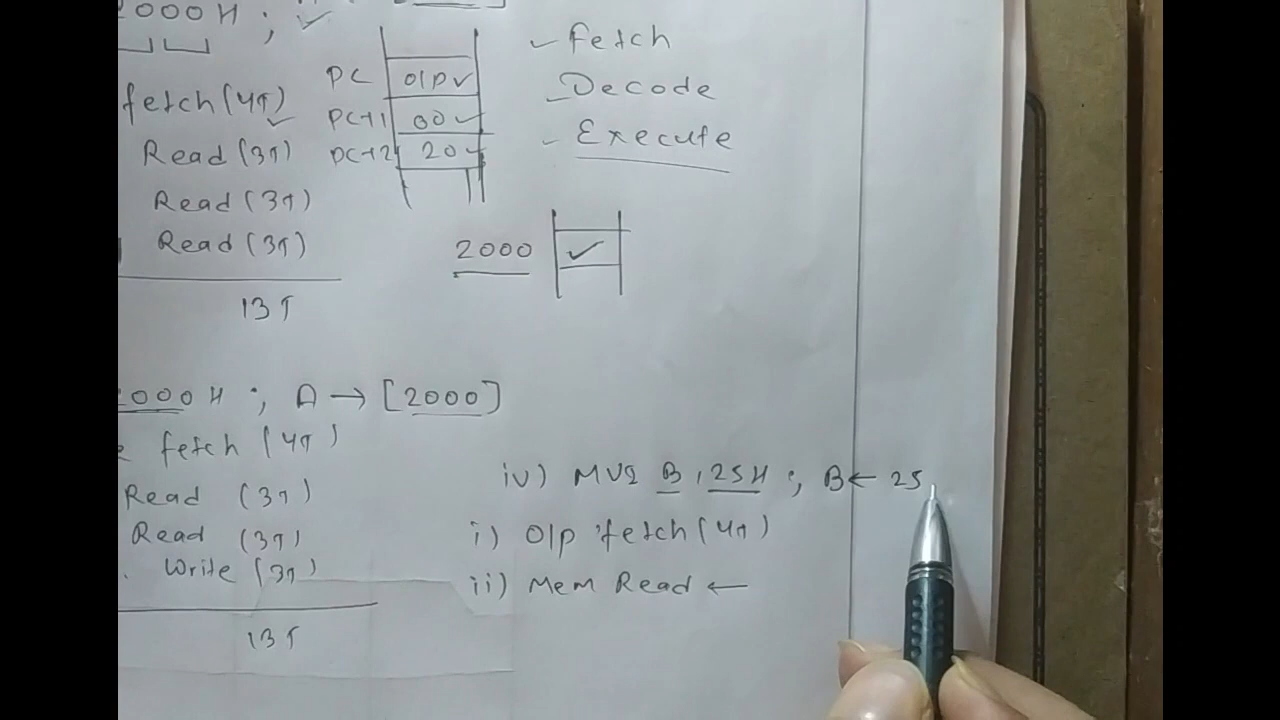 2000H ; ✓
fetch (4T)
Read (3T)
Read (3T)
Read (3T)
13T
PC O/P ✓
PC+1 00 ✓
PC+2 20 ✓
✓ Fetch
Decode
Execute
2000 ✓
2000H ; A → [2000]
fetch (4T)
Read (3T)
Read (3T)
Write (3T)
13T
iv) MVI B, 25H ; B ← 25
i) O/p fetch (4T)
ii) Mem Read ←